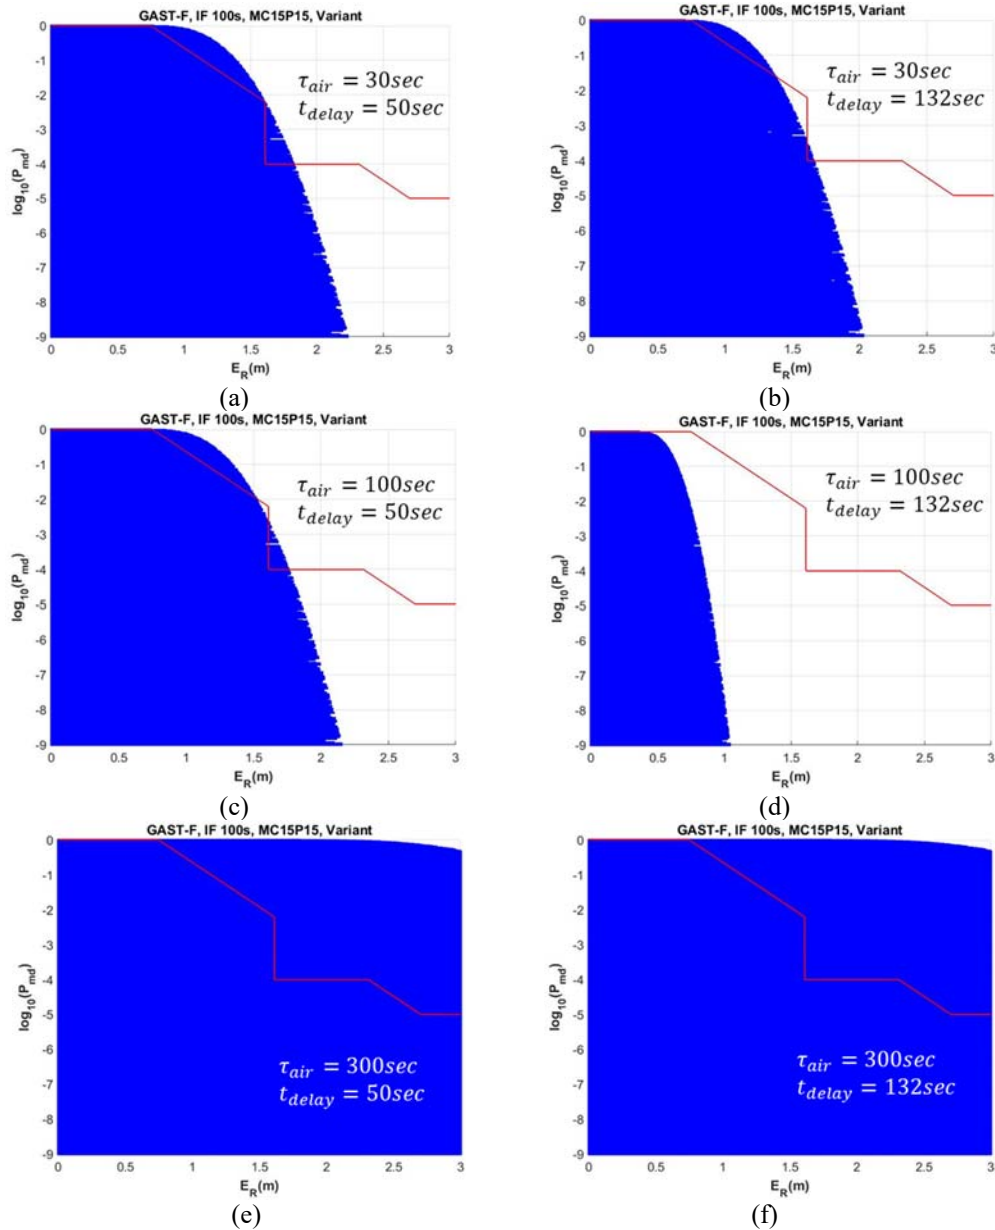 GAST-F, IF 100s, MC15P15, Variant
0
-1
-2
-3
-4
-5
-6
-7
-8
-9
log10(Pmd)
τair = 30sec
tdelay = 50sec
0 0.5 1 1.5 2 2.5 3
ER(m)
(a)
GAST-F, IF 100s, MC15P15, Variant
0
-1
-2
-3
-4
-5
-6
-7
-8
-9
log10(Pmd)
τair = 30sec
tdelay = 132sec
0 0.5 1 1.5 2 2.5 3
ER(m)
(b)
GAST-F, IF 100s, MC15P15, Variant
0
-1
-2
-3
-4
-5
-6
-7
-8
-9
log10(Pmd)
τair = 100sec
tdelay = 50sec
0 0.5 1 1.5 2 2.5 3
ER(m)
(c)
GAST-F, IF 100s, MC15P15, Variant
0
-1
-2
-3
-4
-5
-6
-7
-8
-9
log10(Pmd)
τair = 100sec
tdelay = 132sec
0 0.5 1 1.5 2 2.5 3
ER(m)
(d)
GAST-F, IF 100s, MC15P15, Variant
0
-1
-2
-3
-4
-5
-6
-7
-8
-9
log10(Pmd)
τair = 300sec
tdelay = 50sec
0 0.5 1 1.5 2 2.5 3
ER(m)
(e)
GAST-F, IF 100s, MC15P15, Variant
0
-1
-2
-3
-4
-5
-6
-7
-8
-9
log10(Pmd)
τair = 300sec
tdelay = 132sec
0 0.5 1 1.5 2 2.5 3
ER(m)
(f)